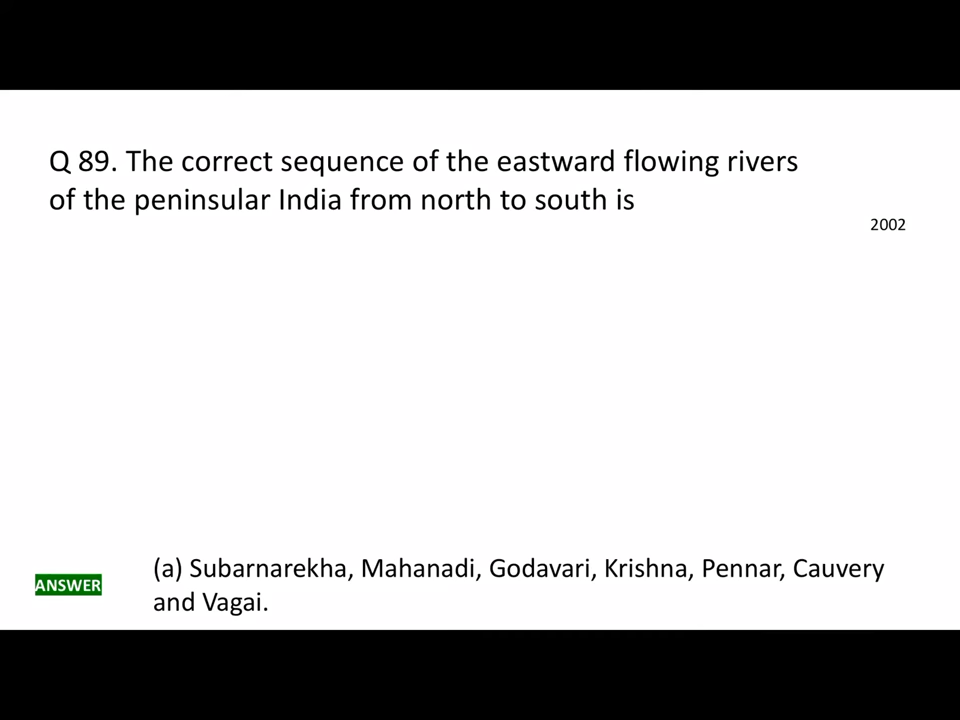 Q 89. The correct sequence of the eastward flowing rivers
of the peninsular India from north to south is
2002
ANSWER
(a) Subarnarekha, Mahanadi, Godavari, Krishna, Pennar, Cauvery
and Vagai.